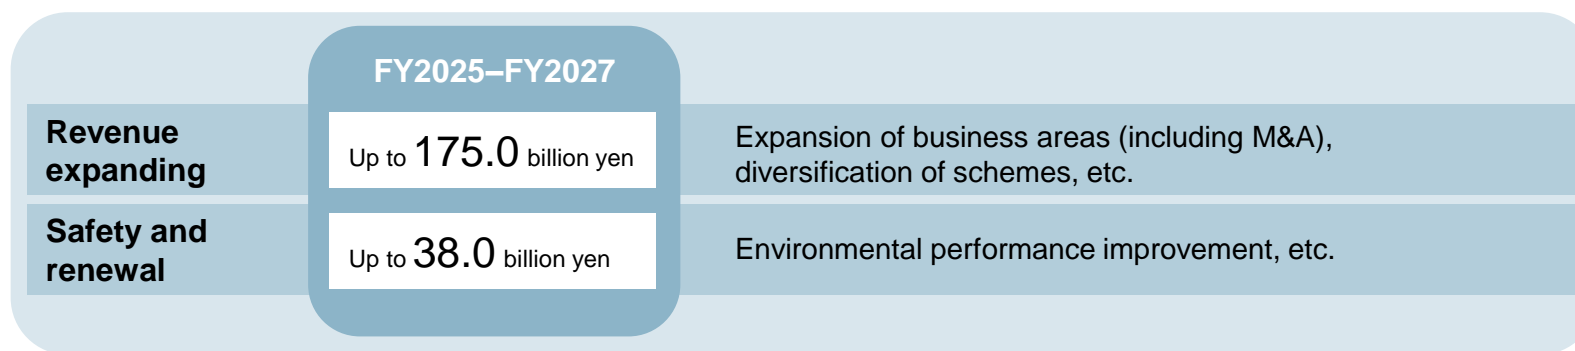 FY2025–FY2027
Revenue
expanding
Up to 175.0 billion yen
Expansion of business areas (including M&A),
diversification of schemes, etc.
Safety and
renewal
Up to 38.0 billion yen
Environmental performance improvement, etc.